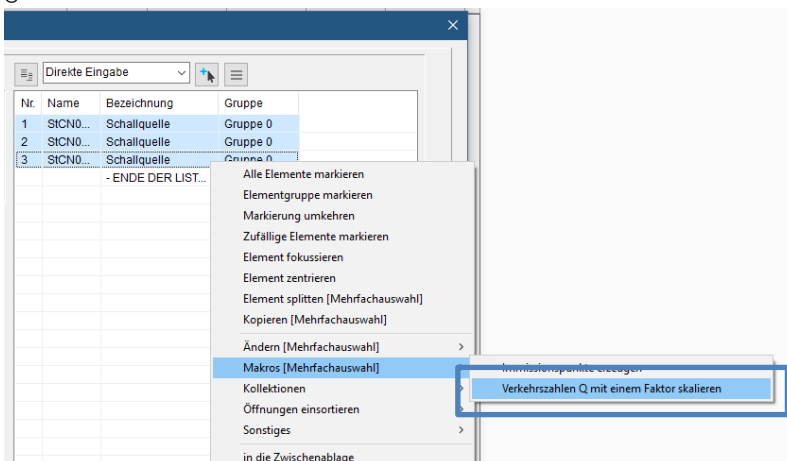 Direkte Eingabe
Nr. Name Bezeichnung Gruppe
1 StCN0... Schallquelle Gruppe 0
2 StCN0... Schallquelle Gruppe 0
3 StCN0... Schallquelle Gruppe 0
- ENDE DER LIST...
Alle Elemente markieren
Elementgruppe markieren
Markierung umkehren
Zufällige Elemente markieren
Element fokussieren
Element zentrieren
Element splitten [Mehrfachauswahl]
Kopieren [Mehrfachauswahl]
Ändern [Mehrfachauswahl]
Makros [Mehrfachauswahl]
Immissionspunkte erzeugen
Verkehrszahlen Q mit einem Faktor skalieren
Kollektionen
Öffnungen einsortieren
Sonstiges
in die Zwischenablage